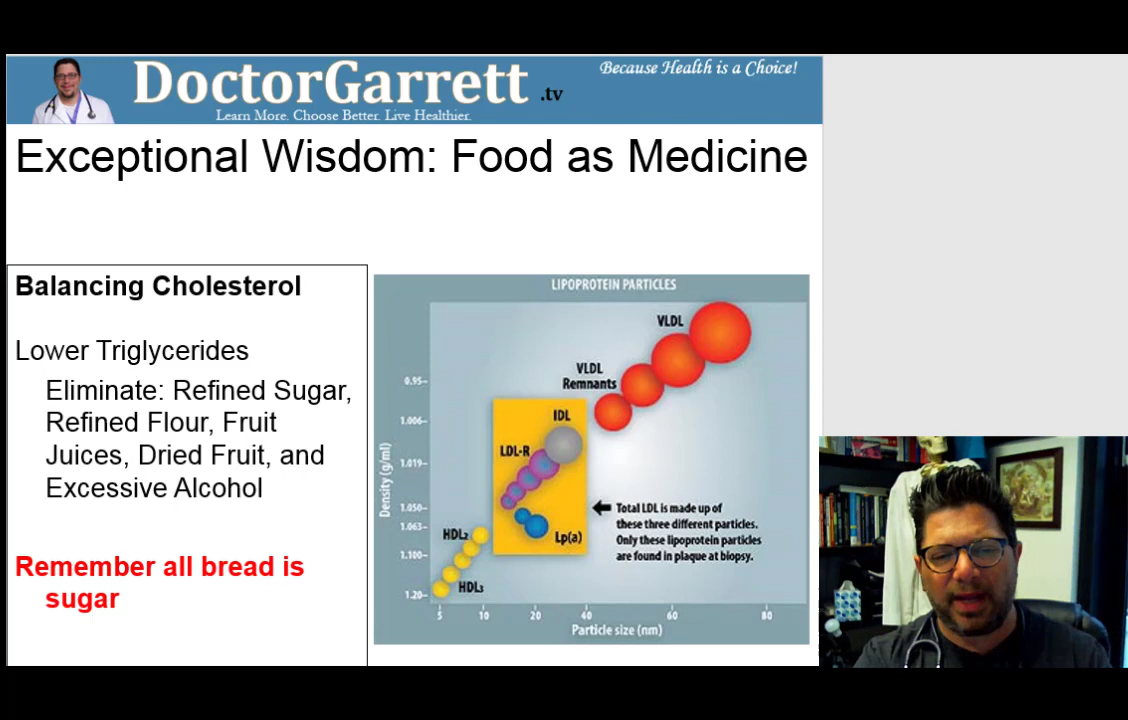 DoctorGarrett .tv
Because Health is a Choice!
Learn More. Choose Better. Live Healthier.
Exceptional Wisdom: Food as Medicine
Balancing Cholesterol
Lower Triglycerides
Eliminate: Refined Sugar,
Refined Flour, Fruit
Juices, Dried Fruit, and
Excessive Alcohol
Remember all bread is
sugar
LIPOPROTEIN PARTICLES
VLDL
VLDL
Remnants
IDL
LDL-R
Lp(a)
HDL₂
HDL₃
Total LDL is made up of
these three different particles.
Only these lipoprotein particles
are found in plaque at biopsy.
Density (g/ml)
0.95
1.006
1.019
1.050
1.063
1.100
1.20
5 10 20 40 60 80
Particle size (nm)